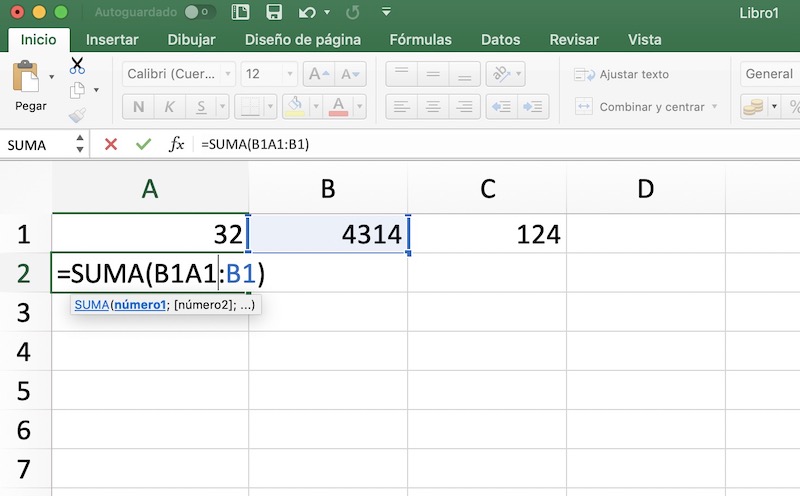 Autoguardado
Libro1
Inicio Insertar Dibujar Diseño de página Fórmulas Datos Revisar Vista
Pegar
Calibri (Cuer... 12 A A
N K S A
ab
Ajustar texto
Combinar y centrar
General
%
SUMA fx =SUMA(B1A1:B1)
A B C D
1 32 4314 124
2 =SUMA(B1A1:B1)
SUMA(número1; [número2]; ...)
3
4
5
6
7